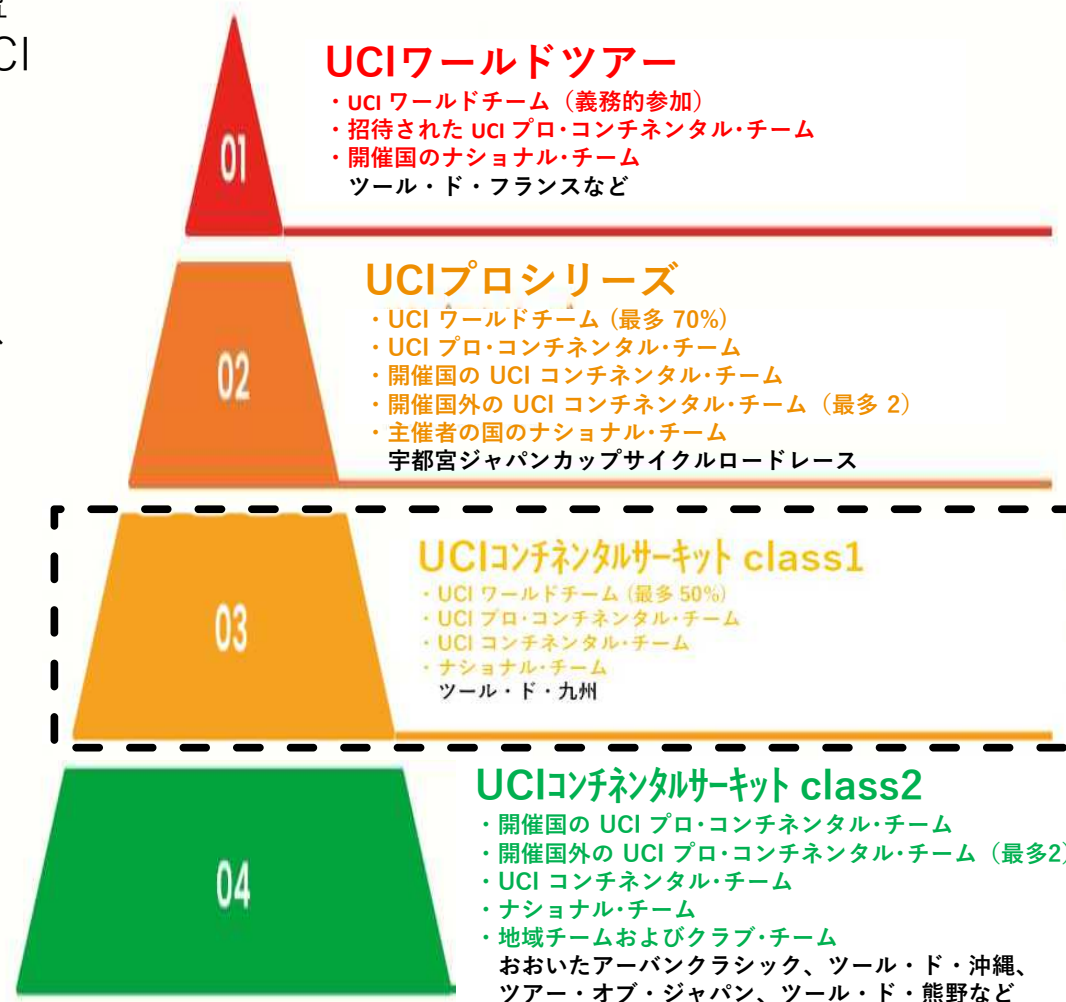 CI
01
UCIワールドツアー
・UCI ワールドチーム（義務的参加）
・招待された UCI プロ・コンチネンタル・チーム
・開催国のナショナル・チーム
ツール・ド・フランスなど
02
UCIプロシリーズ
・UCI ワールドチーム (最多 70%)
・UCI プロ・コンチネンタル・チーム
・開催国の UCI コンチネンタル・チーム
・開催国外の UCI コンチネンタル・チーム（最多 2）
・主催者の国のナショナル・チーム
宇都宮ジャパンカップサイクルロードレース
03
UCIコンチネンタルサーキット class1
・UCI ワールドチーム (最多 50%)
・UCI プロ・コンチネンタル・チーム
・UCI コンチネンタル・チーム
・ナショナル・チーム
ツール・ド・九州
04
UCIコンチネンタルサーキット class2
・開催国の UCI プロ・コンチネンタル・チーム
・開催国外の UCI プロ・コンチネンタル・チーム（最多2）
・UCI コンチネンタル・チーム
・ナショナル・チーム
・地域チームおよびクラブ・チーム
おおいたアーバンクラシック、ツール・ド・沖縄、
ツアー・オブ・ジャパン、ツール・ド・熊野など